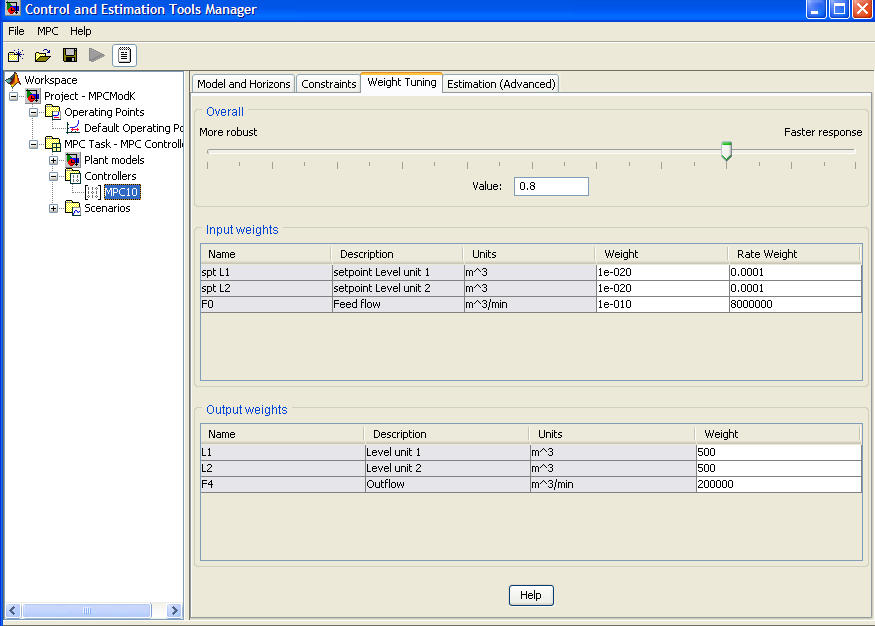 Control and Estimation Tools Manager
File MPC Help
Workspace
Project - MPCModK
Operating Points
Default Operating Po
MPC Task - MPC Controlle
Plant models
Controllers
MPC10
Scenarios
Model and Horizons Constraints Weight Tuning Estimation (Advanced)
Overall
More robust Faster response
Value: 0.8
Input weights
Name Description Units Weight Rate Weight
spt L1 setpoint Level unit 1 m^3 1e-020 0.0001
spt L2 setpoint Level unit 2 m^3 1e-020 0.0001
F0 Feed flow m^3/min 1e-010 8000000
Output weights
Name Description Units Weight
L1 Level unit 1 m^3 500
L2 Level unit 2 m^3 500
F4 Outflow m^3/min 200000
Help